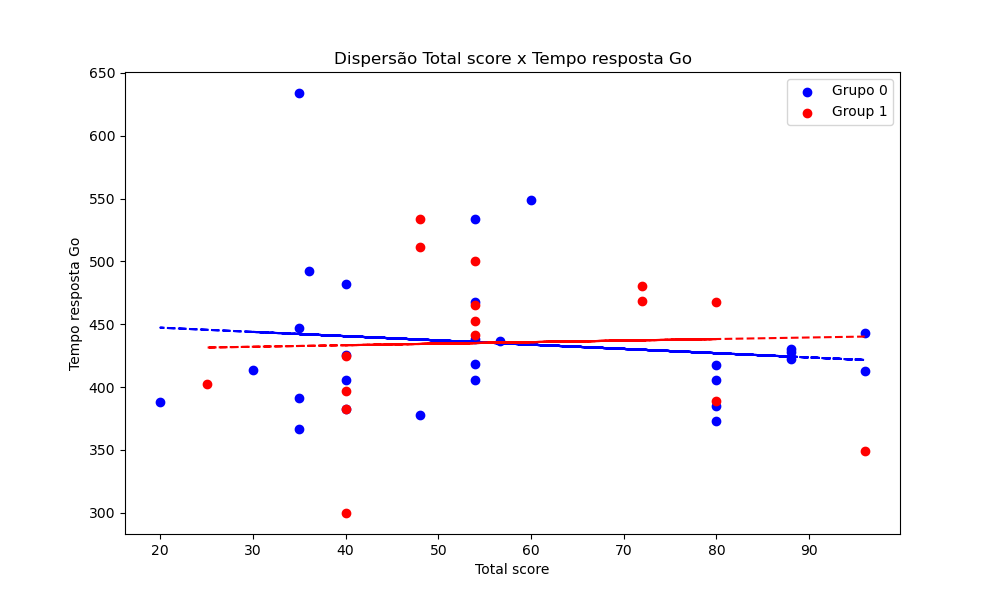 Dispersão Total score x Tempo resposta Go
Grupo 0
Group 1
Tempo resposta Go
650
600
550
500
450
400
350
300
20 30 40 50 60 70 80 90
Total score